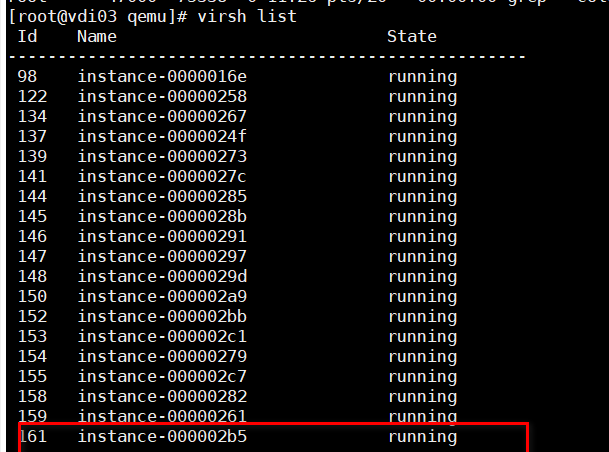 [root@vdi03 qemu]# virsh list
Id Name State
----------------------------------------------------
98 instance-0000016e running
122 instance-00000258 running
134 instance-00000267 running
137 instance-0000024f running
139 instance-00000273 running
141 instance-0000027c running
144 instance-00000285 running
145 instance-0000028b running
146 instance-00000291 running
147 instance-00000297 running
148 instance-0000029d running
150 instance-000002a9 running
152 instance-000002bb running
153 instance-000002c1 running
154 instance-00000279 running
155 instance-000002c7 running
158 instance-00000282 running
159 instance-00000261 running
161 instance-000002b5 running